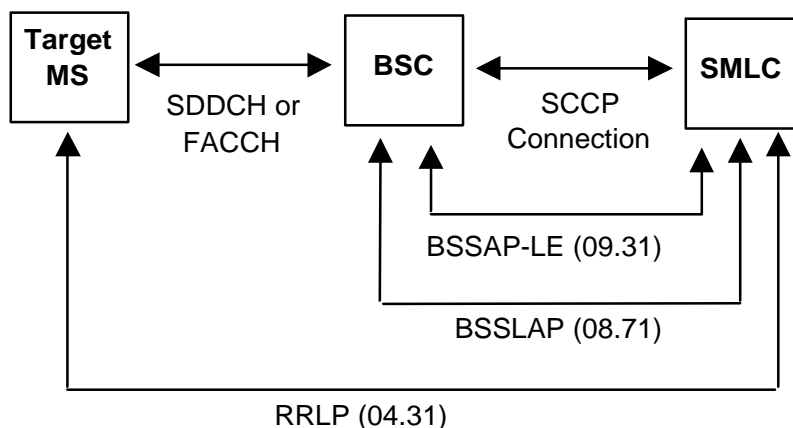 Target
MS
BSC
SMLC
SDDCH or
FACCH
SCCP
Connection
BSSAP-LE (09.31)
BSSLAP (08.71)
RRLP (04.31)